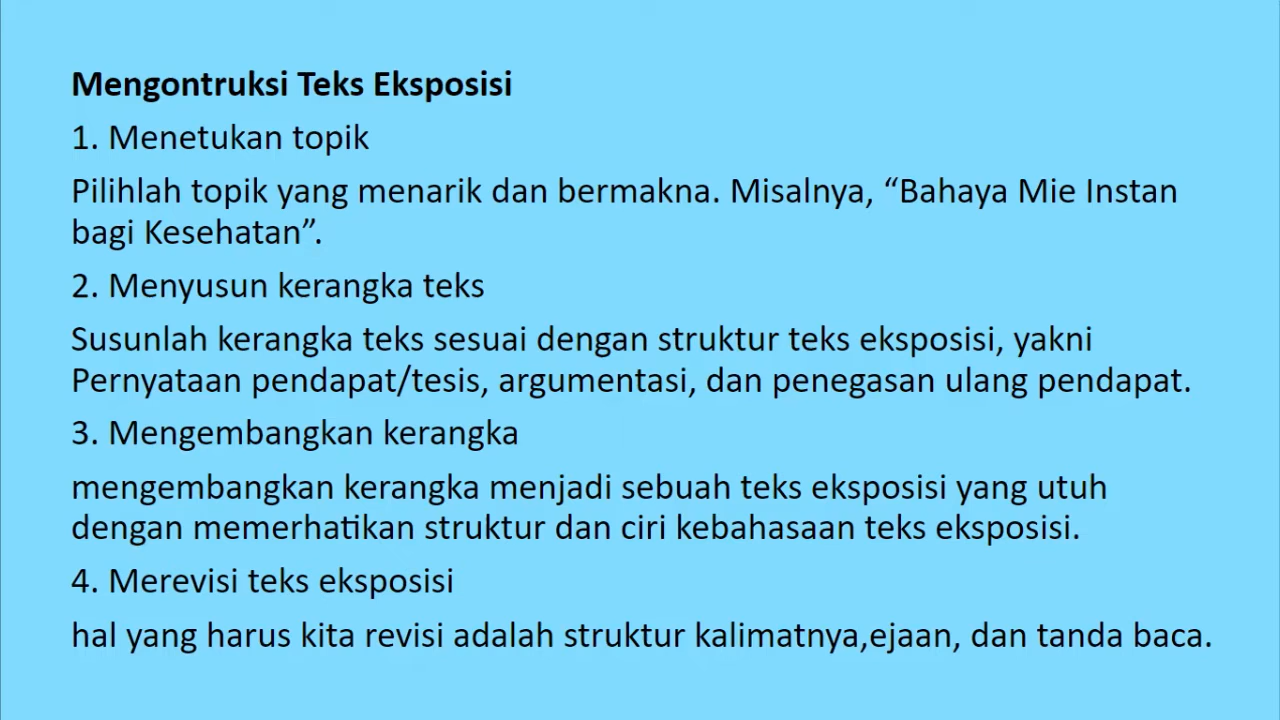 Mengontruksi Teks Eksposisi
1. Menetukan topik
Pilihlah topik yang menarik dan bermakna. Misalnya, “Bahaya Mie Instan
bagi Kesehatan”.
2. Menyusun kerangka teks
Susunlah kerangka teks sesuai dengan struktur teks eksposisi, yakni
Pernyataan pendapat/tesis, argumentasi, dan penegasan ulang pendapat.
3. Mengembangkan kerangka
mengembangkan kerangka menjadi sebuah teks eksposisi yang utuh
dengan memerhatikan struktur dan ciri kebahasaan teks eksposisi.
4. Merevisi teks eksposisi
hal yang harus kita revisi adalah struktur kalimatnya,ejaan, dan tanda baca.